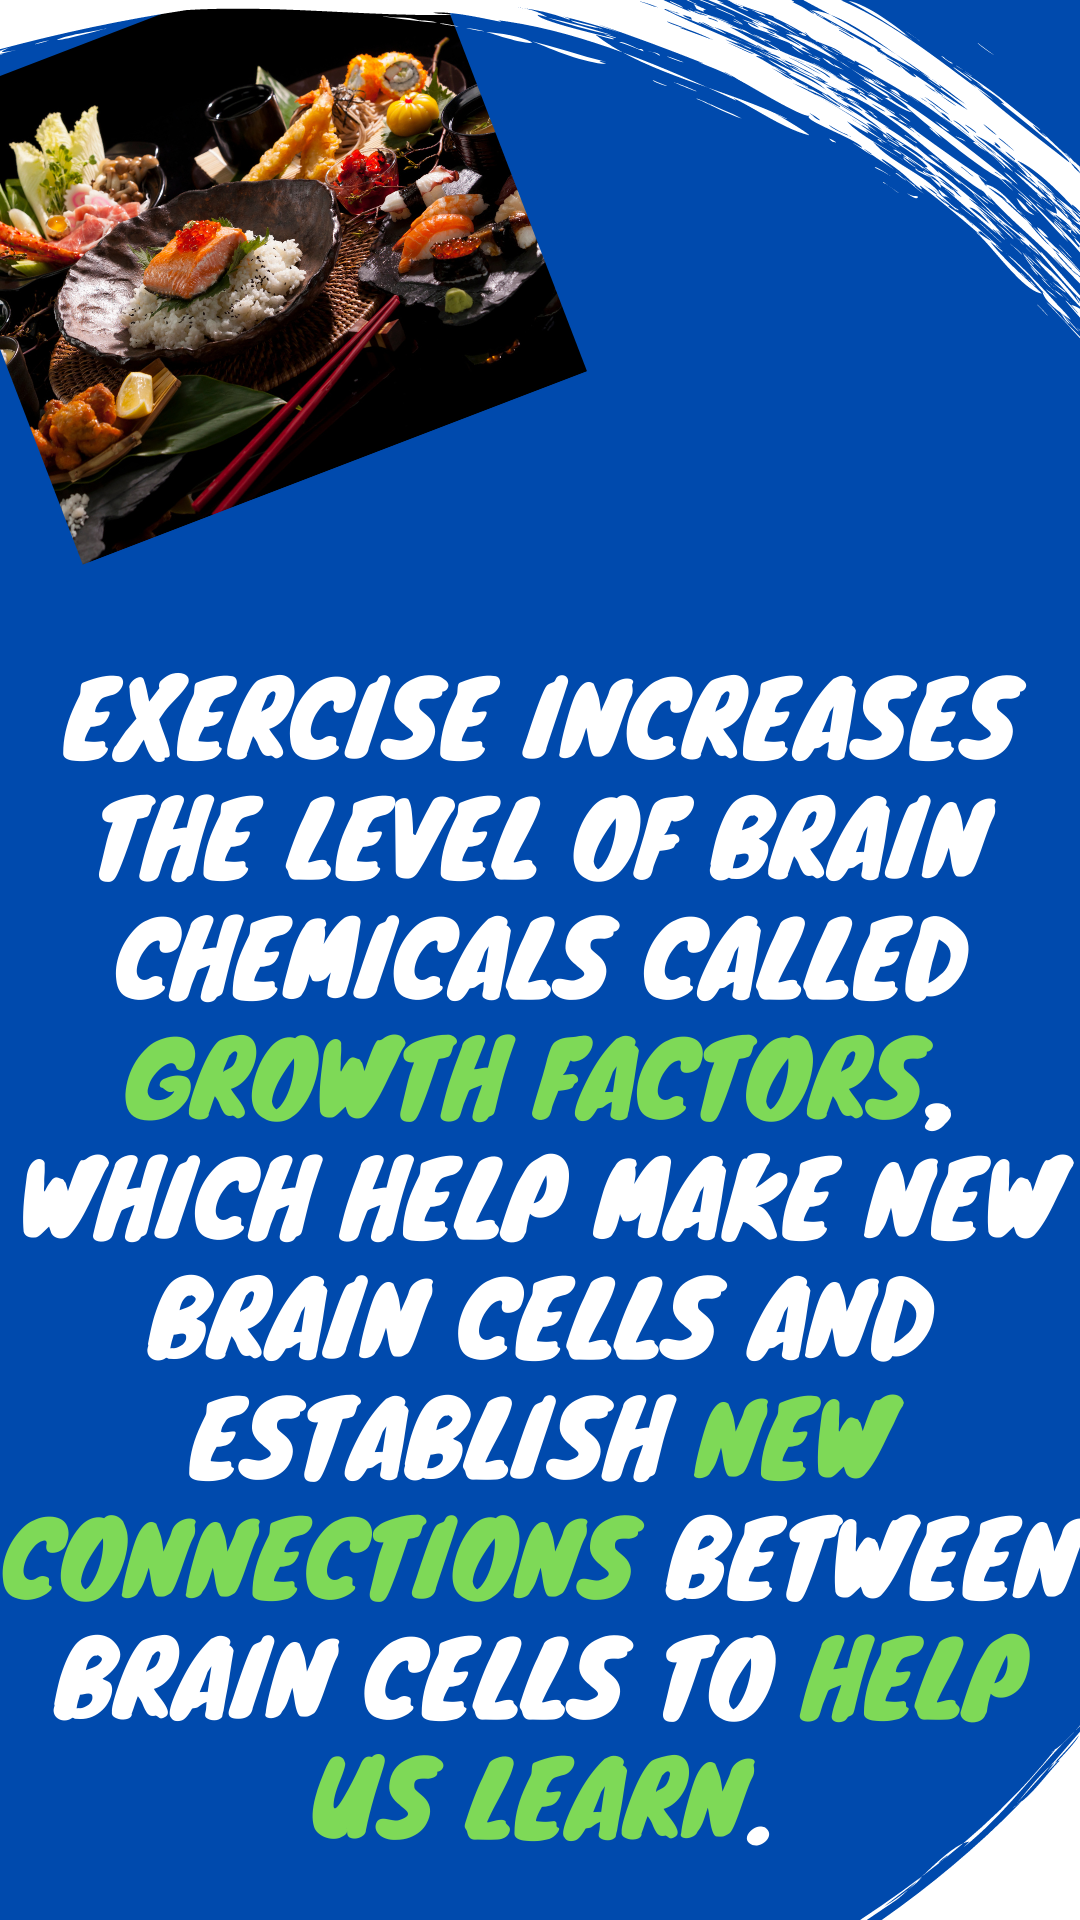 EXERCISE INCREASES
THE LEVEL OF BRAIN
CHEMICALS CALLED
GROWTH FACTORS,
WHICH HELP MAKE NEW
BRAIN CELLS AND
ESTABLISH NEW
CONNECTIONS BETWEEN
BRAIN CELLS TO HELP
US LEARN.